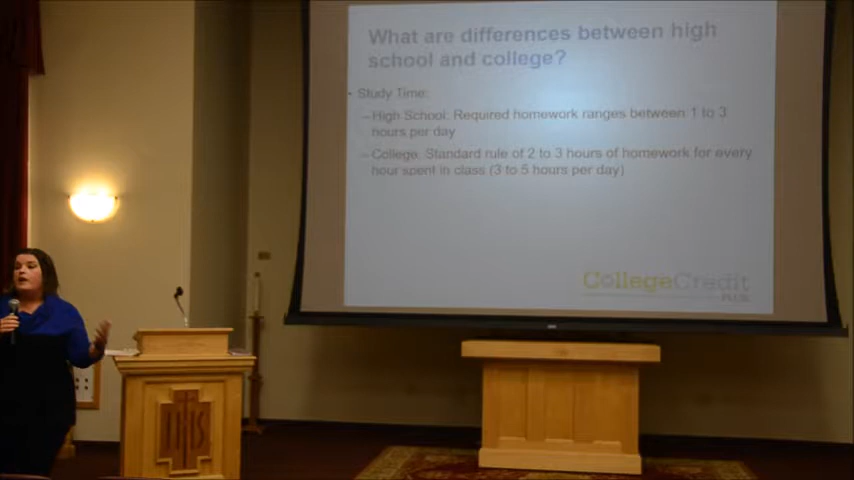 What are differences between high
school and college?
• Study Time:
–High School: Required homework ranges between 1 to 3
hours per day
–College: Standard rule of 2 to 3 hours of homework for every
hour spent in class (3 to 5 hours per day)
CollegeCredit
PLUS
IHS